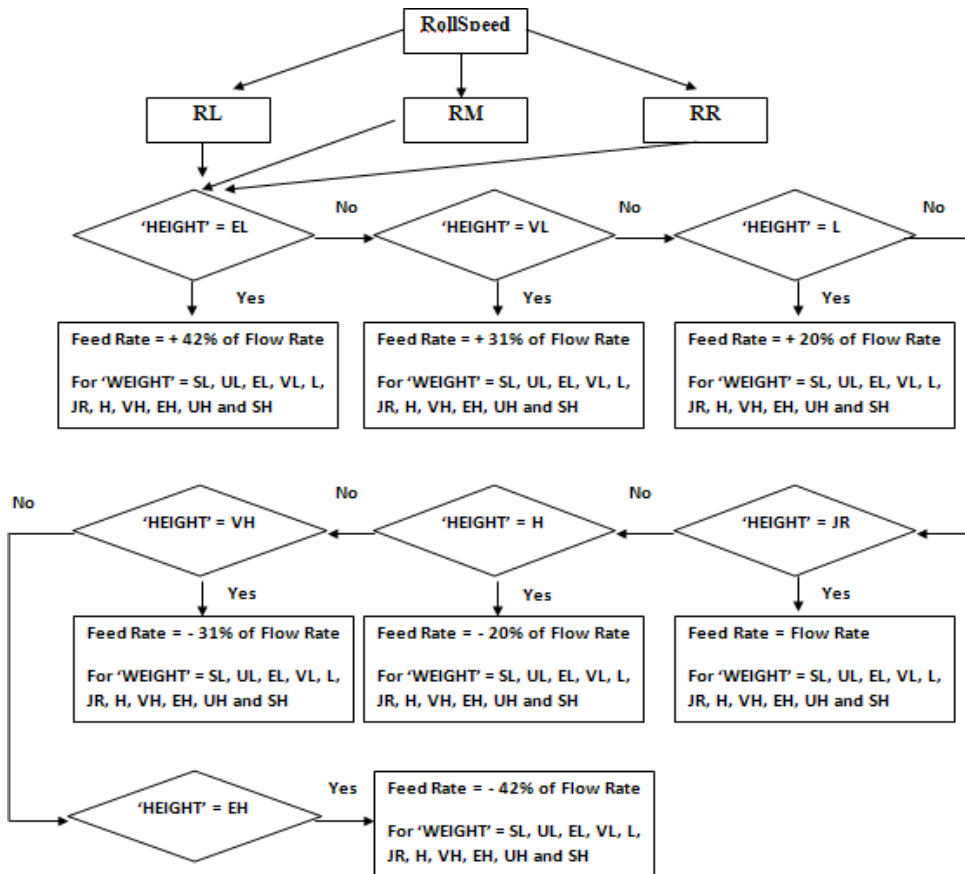 RollSpeed
RL
RM
RR
No
No
No
‘HEIGHT’ = EL
‘HEIGHT’ = VL
‘HEIGHT’ = L
Yes
Yes
Yes
Feed Rate = + 42% of Flow Rate
For ‘WEIGHT’ = SL, UL, EL, VL, L,
JR, H, VH, EH, UH and SH
Feed Rate = + 31% of Flow Rate
For ‘WEIGHT’ = SL, UL, EL, VL, L,
JR, H, VH, EH, UH and SH
Feed Rate = + 20% of Flow Rate
For ‘WEIGHT’ = SL, UL, EL, VL, L,
JR, H, VH, EH, UH and SH
No
No
No
‘HEIGHT’ = VH
‘HEIGHT’ = H
‘HEIGHT’ = JR
Yes
Yes
Yes
Feed Rate = - 31% of Flow Rate
For ‘WEIGHT’ = SL, UL, EL, VL, L,
JR, H, VH, EH, UH and SH
Feed Rate = - 20% of Flow Rate
For ‘WEIGHT’ = SL, UL, EL, VL, L,
JR, H, VH, EH, UH and SH
Feed Rate = Flow Rate
For ‘WEIGHT’ = SL, UL, EL, VL, L,
JR, H, VH, EH, UH and SH
‘HEIGHT’ = EH
Yes
Feed Rate = - 42% of Flow Rate
For ‘WEIGHT’ = SL, UL, EL, VL, L,
JR, H, VH, EH, UH and SH